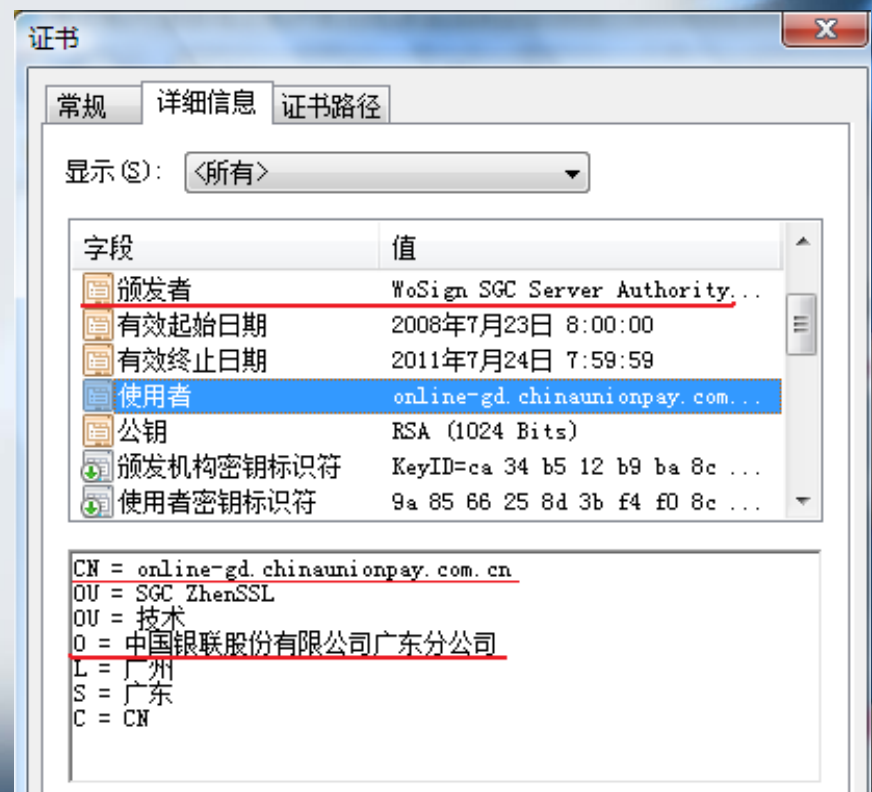 证书
常规 详细信息 证书路径
显示(S): <所有>
字段 值
颁发者 WoSign SGC Server Authority...
有效起始日期 2008年7月23日 8:00:00
有效终止日期 2011年7月24日 7:59:59
使用者 online-gd.chinaunionpay.com...
公钥 RSA (1024 Bits)
颁发机构密钥标识符 KeyID=ca 34 b5 12 b9 ba 8c ...
使用者密钥标识符 9a 85 66 25 8d 3b f4 f0 8c ...
CN = online-gd.chinaunionpay.com.cn
OU = SGC ZhenSSL
OU = 技术
O = 中国银联股份有限公司广东分公司
L = 广州
S = 广东
C = CN